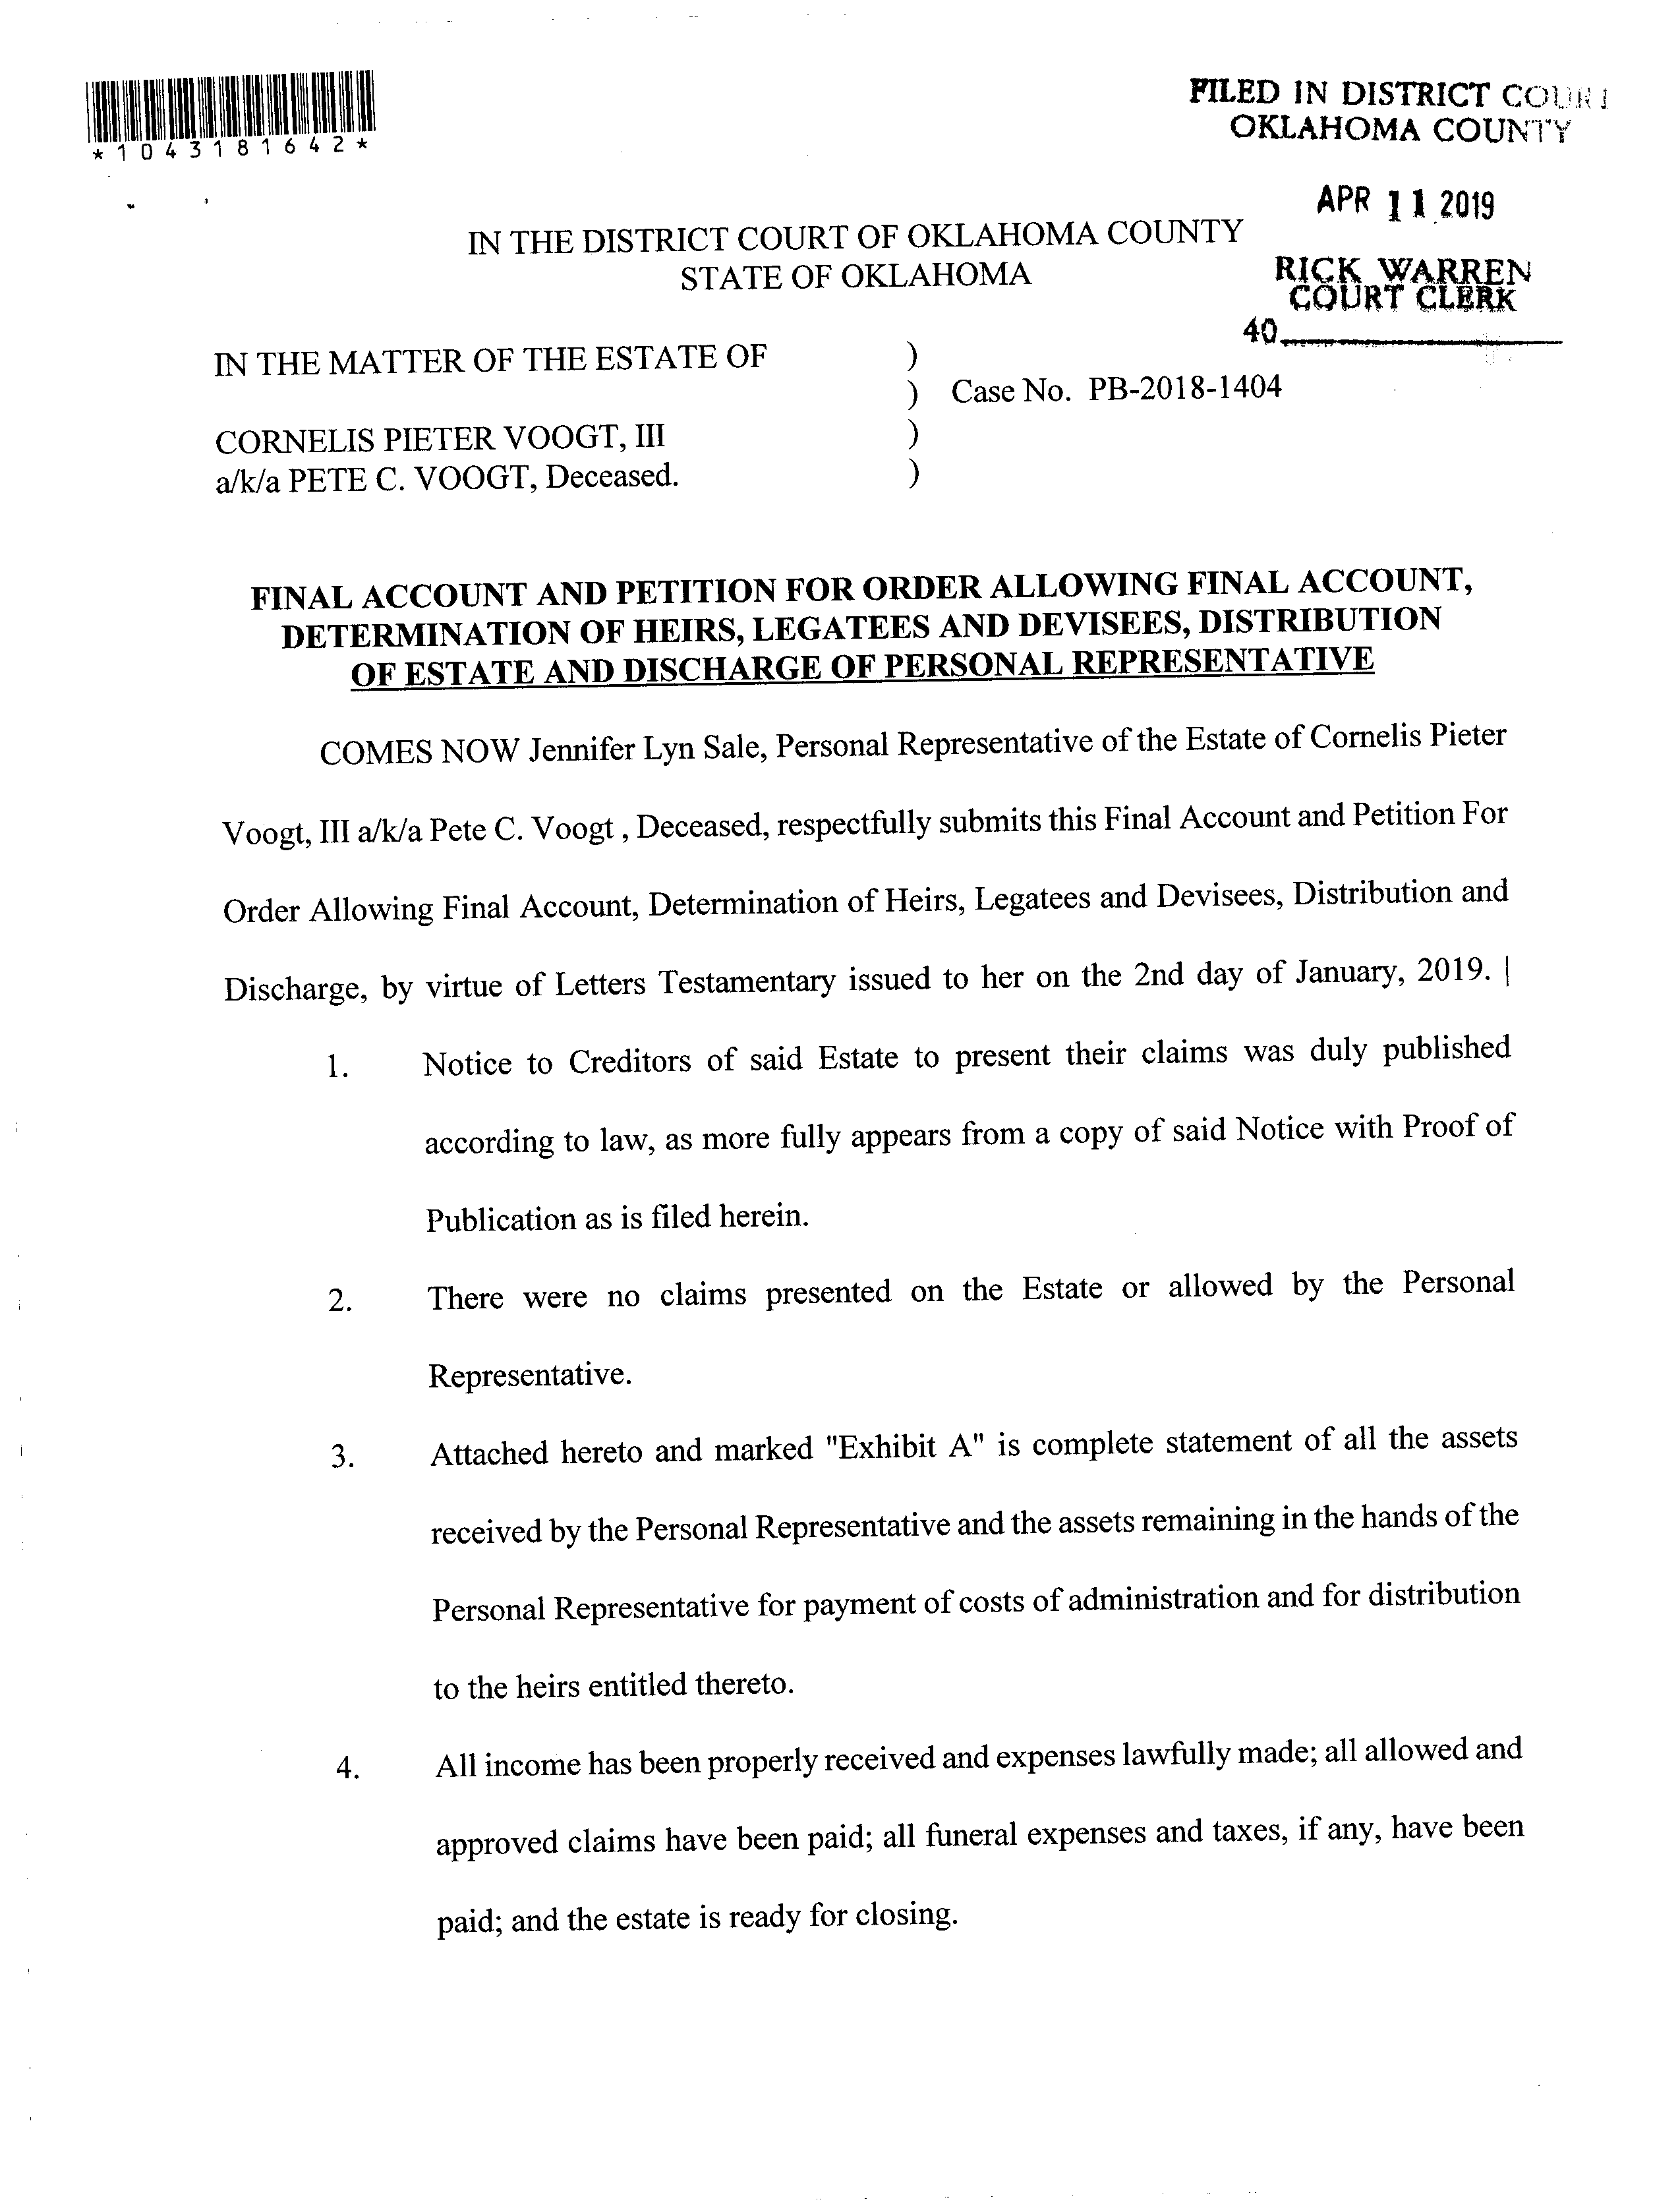 *1043181642*
FILED IN DISTRICT COURT
OKLAHOMA COUNTY
APR 11 2019
RICK WARREN
COURT CLERK
40
IN THE DISTRICT COURT OF OKLAHOMA COUNTY
STATE OF OKLAHOMA
IN THE MATTER OF THE ESTATE OF )
) Case No. PB-2018-1404
CORNELIS PIETER VOOGT, III )
a/k/a PETE C. VOOGT, Deceased. )
FINAL ACCOUNT AND PETITION FOR ORDER ALLOWING FINAL ACCOUNT,
DETERMINATION OF HEIRS, LEGATEES AND DEVISEES, DISTRIBUTION
OF ESTATE AND DISCHARGE OF PERSONAL REPRESENTATIVE
COMES NOW Jennifer Lyn Sale, Personal Representative of the Estate of Cornelis Pieter
Voogt, III a/k/a Pete C. Voogt , Deceased, respectfully submits this Final Account and Petition For
Order Allowing Final Account, Determination of Heirs, Legatees and Devisees, Distribution and
Discharge, by virtue of Letters Testamentary issued to her on the 2nd day of January, 2019. |
1. Notice to Creditors of said Estate to present their claims was duly published
according to law, as more fully appears from a copy of said Notice with Proof of
Publication as is filed herein.
2. There were no claims presented on the Estate or allowed by the Personal
Representative.
3. Attached hereto and marked "Exhibit A" is complete statement of all the assets
received by the Personal Representative and the assets remaining in the hands of the
Personal Representative for payment of costs of administration and for distribution
to the heirs entitled thereto.
4. All income has been properly received and expenses lawfully made; all allowed and
approved claims have been paid; all funeral expenses and taxes, if any, have been
paid; and the estate is ready for closing.